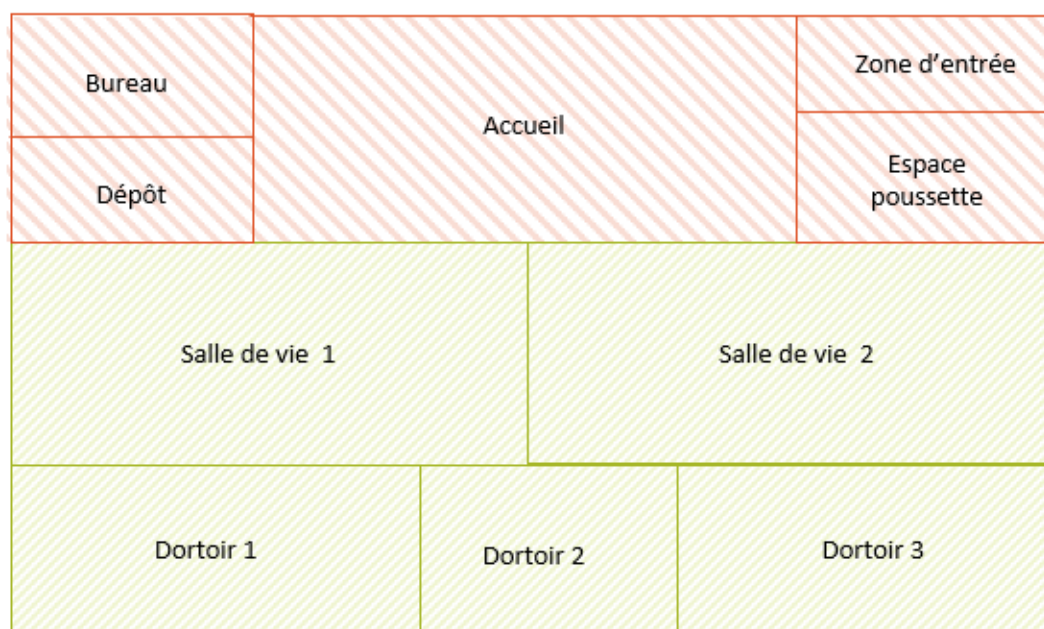 Bureau
Accueil
Zone d’entrée
Dépôt
Espace
poussette
Salle de vie  1
Salle de vie  2
Dortoir 1
Dortoir 2
Dortoir 3